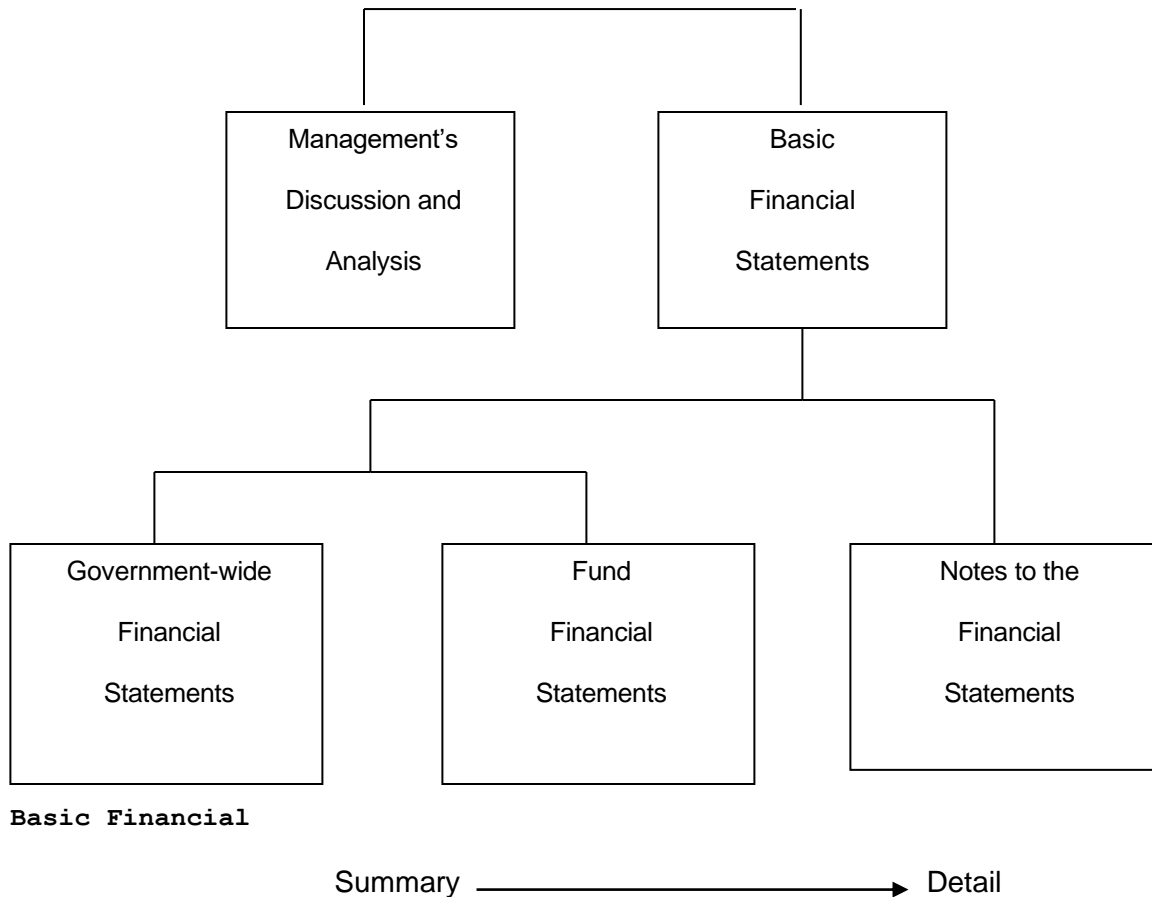 Management’s
Discussion and
Analysis
Basic
Financial
Statements
Government-wide
Financial
Statements
Fund
Financial
Statements
Notes to the
Financial
Statements
Basic Financial
Summary
Detail